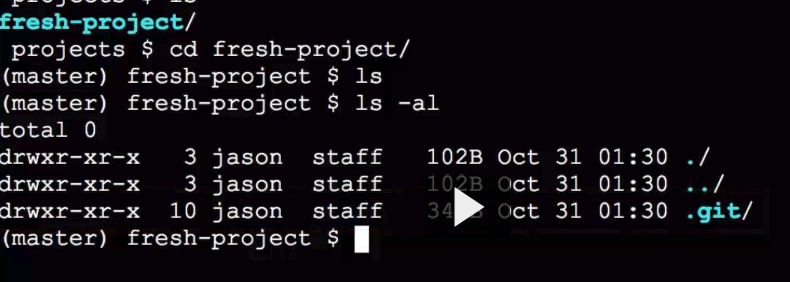 projects $ ls
fresh-project/
projects $ cd fresh-project/
(master) fresh-project $ ls
(master) fresh-project $ ls -al
total 0
drwxr-xr-x 3 jason staff 102B Oct 31 01:30 ./
drwxr-xr-x 3 jason staff 102B Oct 31 01:30 ../
drwxr-xr-x 10 jason staff Oct 31 01:30 .git/
(master) fresh-project $